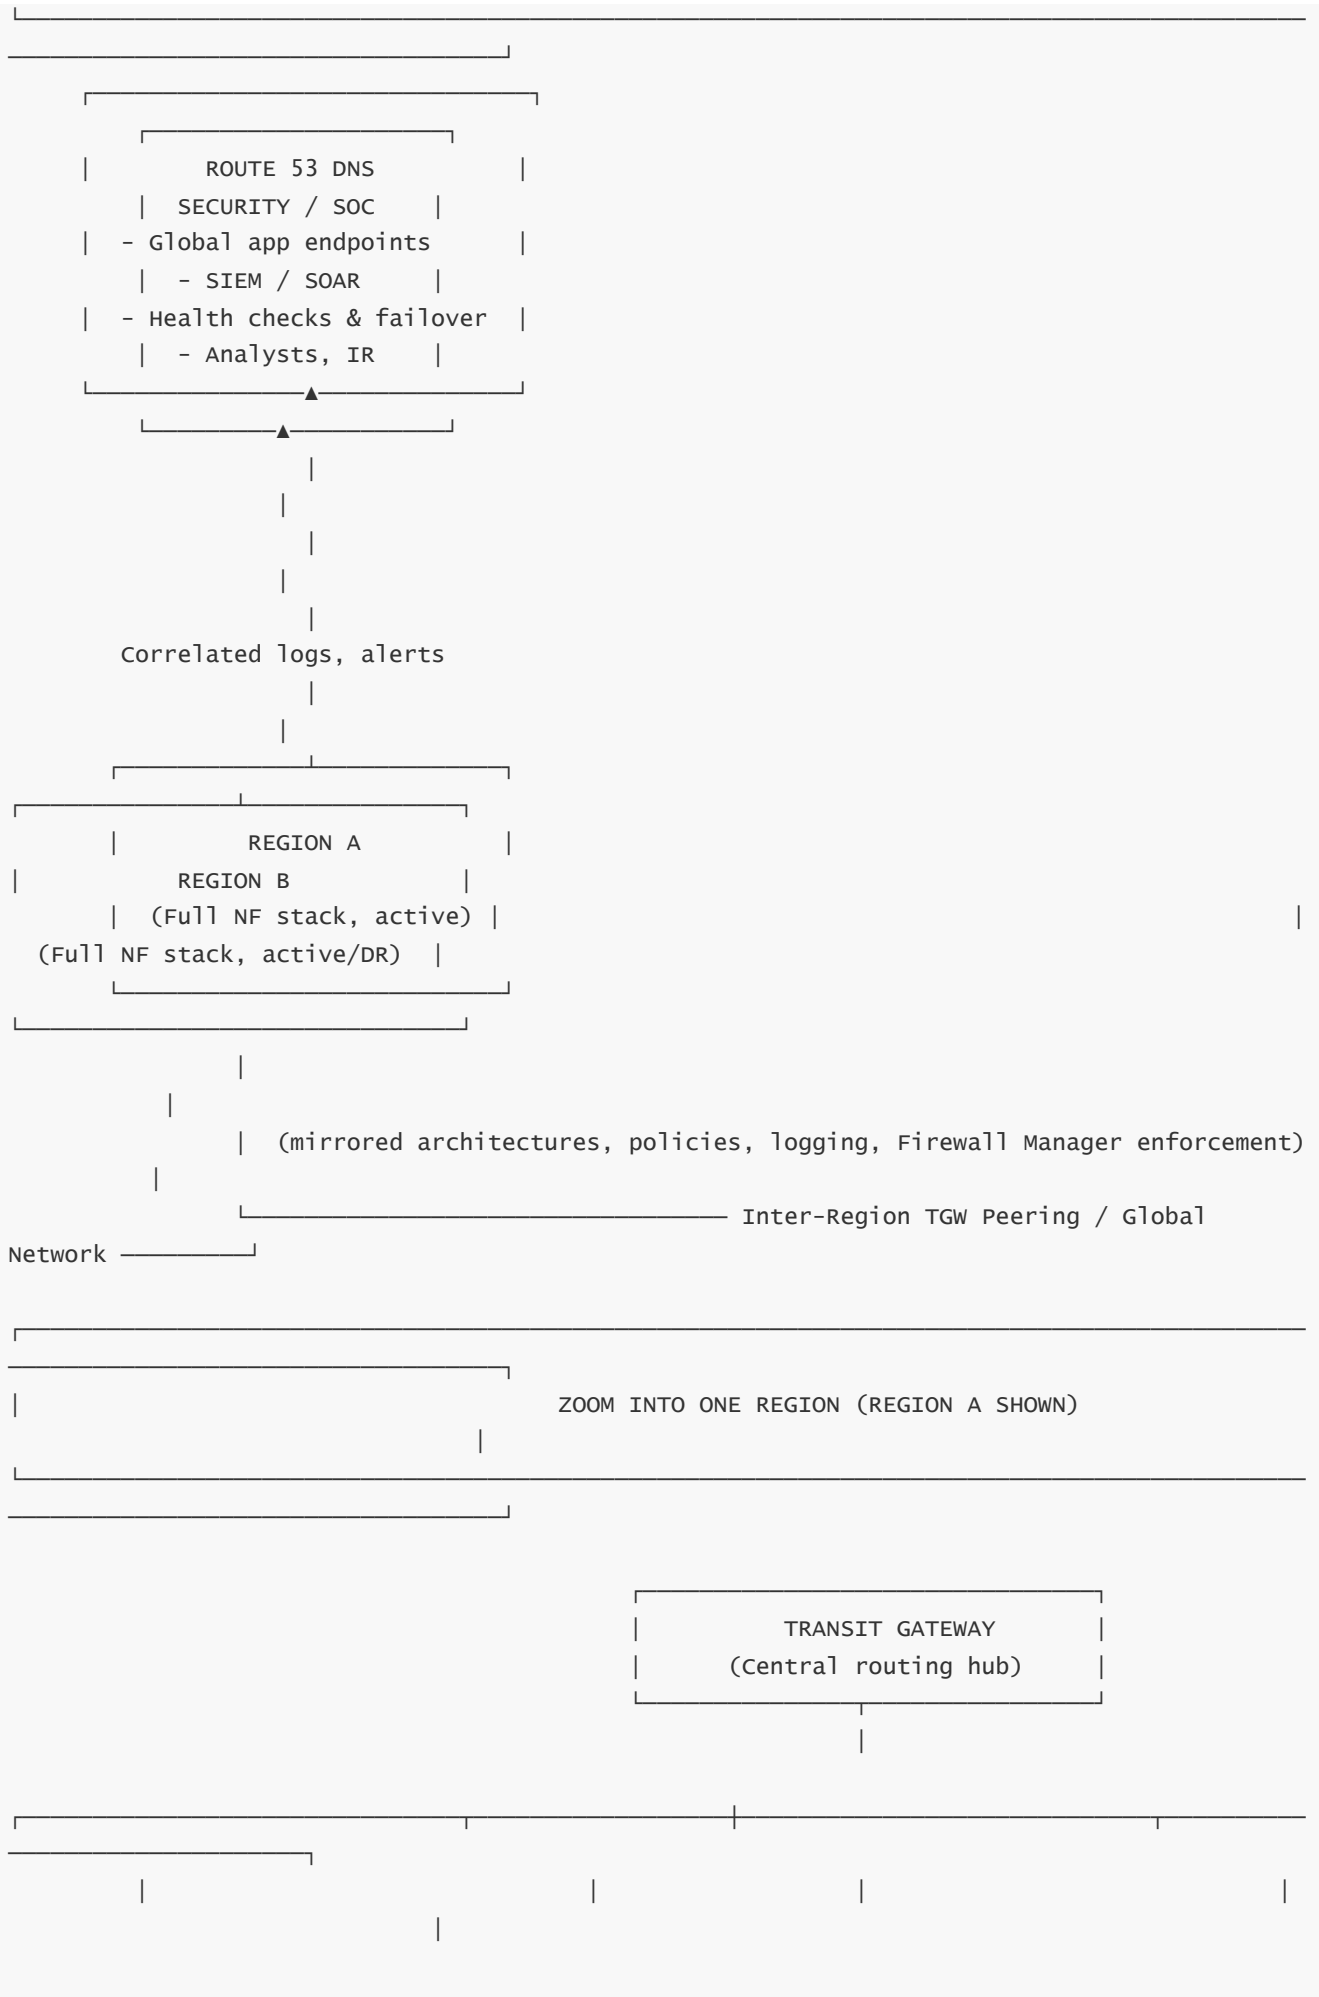 ROUTE 53 DNS
SECURITY / SOC
- Global app endpoints
- SIEM / SOAR
- Health checks & failover
- Analysts, IR
Correlated logs, alerts
REGION A
REGION B
(Full NF stack, active)
(Full NF stack, active/DR)
(mirrored architectures, policies, logging, Firewall Manager enforcement)
Inter-Region TGW Peering / Global
Network
ZOOM INTO ONE REGION (REGION A SHOWN)
TRANSIT GATEWAY
(Central routing hub)